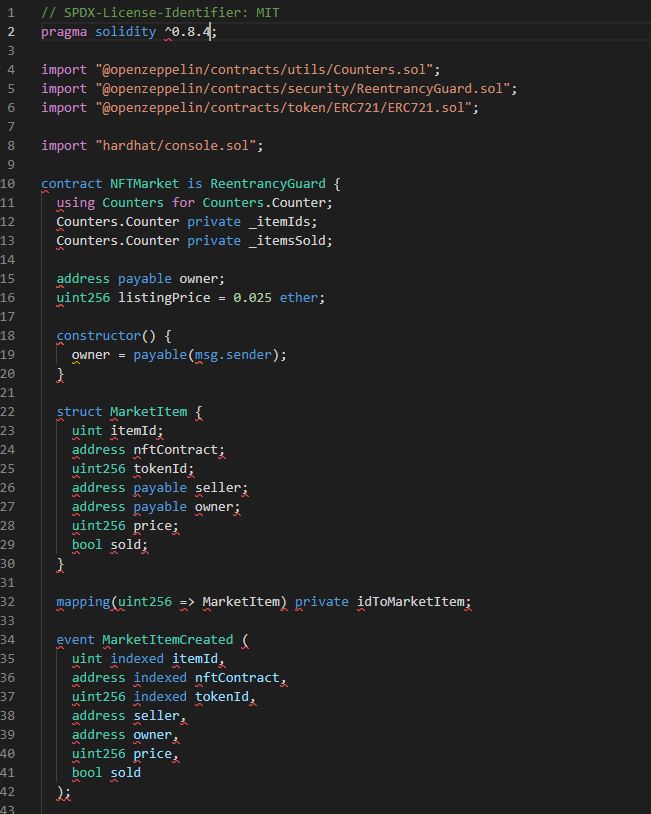 1 // SPDX-License-Identifier: MIT
2 pragma solidity ^0.8.4;
3
4 import "@openzeppelin/contracts/utils/Counters.sol";
5 import "@openzeppelin/contracts/security/ReentrancyGuard.sol";
6 import "@openzeppelin/contracts/token/ERC721/ERC721.sol";
7
8 import "hardhat/console.sol";
9
10 contract NFTMarket is ReentrancyGuard {
11   using Counters for Counters.Counter;
12   Counters.Counter private _itemIds;
13   Counters.Counter private _itemsSold;
14
15   address payable owner;
16   uint256 listingPrice = 0.025 ether;
17
18   constructor() {
19     owner = payable(msg.sender);
20   }
21
22   struct MarketItem {
23     uint itemId;
24     address nftContract;
25     uint256 tokenId;
26     address payable seller;
27     address payable owner;
28     uint256 price;
29     bool sold;
30   }
31
32   mapping(uint256 => MarketItem) private idToMarketItem;
33
34   event MarketItemCreated (
35     uint indexed itemId,
36     address indexed nftContract,
37     uint256 indexed tokenId,
38     address seller,
39     address owner,
40     uint256 price,
41     bool sold
42   );
43